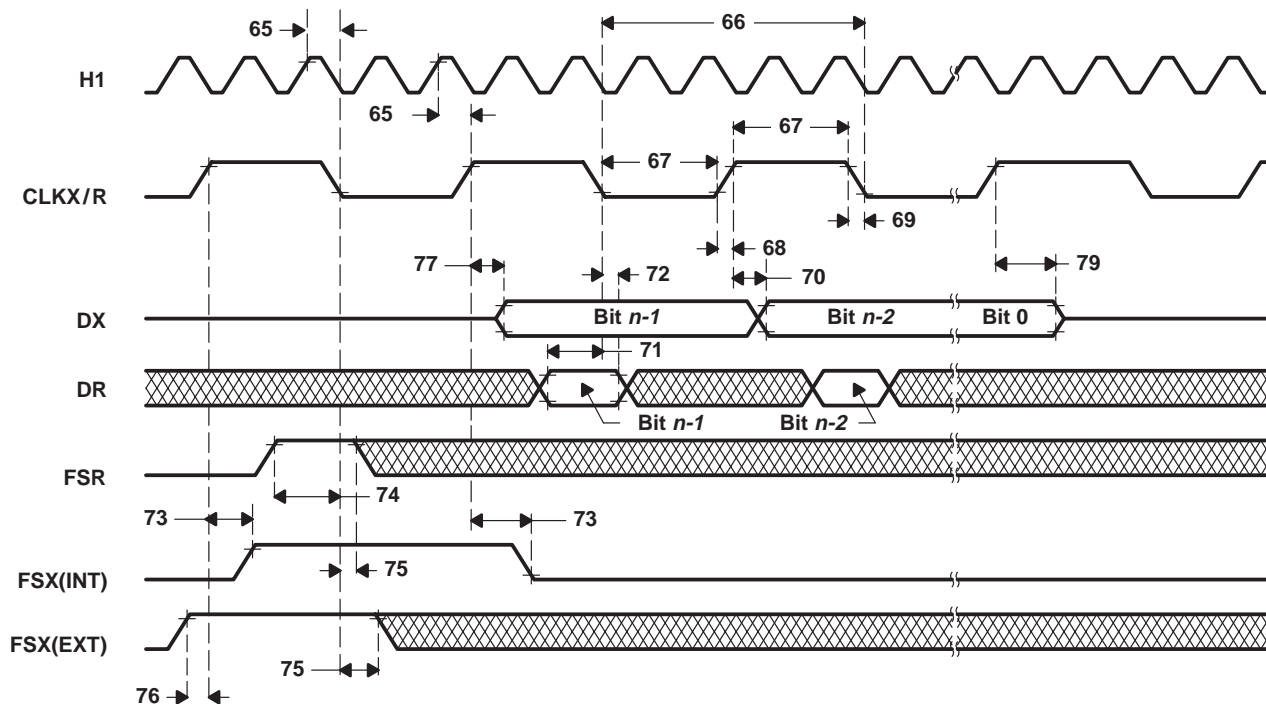 65
66
H1
65
67
67
CLKX/R
69
68
77
72
70
79
DX
Bit n-1
Bit n-2
Bit 0
71
DR
Bit n-1
Bit n-2
FSR
74
73
73
FSX(INT)
75
FSX(EXT)
75
76